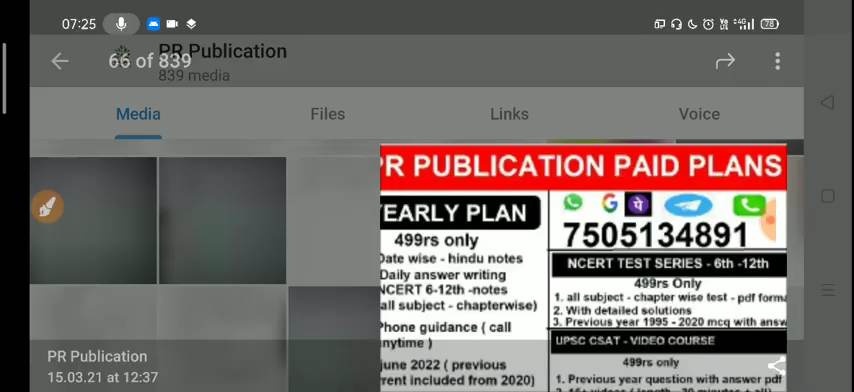 07:25
78
PR Publication
66 of 839
839 media
Media
Files
Links
Voice
R PUBLICATION PAID PLANS
YEARLY PLAN
499rs only
Date wise - hindu notes
Daily answer writing
NCERT 6-12th -notes
all subject - chapterwise)
Phone guidance ( call
nytime )
june 2022 ( previous
rent included from 2020)
7505134891
NCERT TEST SERIES - 6th -12th
499rs Only
1. all subject - chapter wise test - pdf forma
2. With detailed solutions
3. Previous year 1995 - 2020 mcq with answ
UPSC CSAT - VIDEO COURSE
499rs only
1. Previous year question with answer pdf
PR Publication
15.03.21 at 12:37